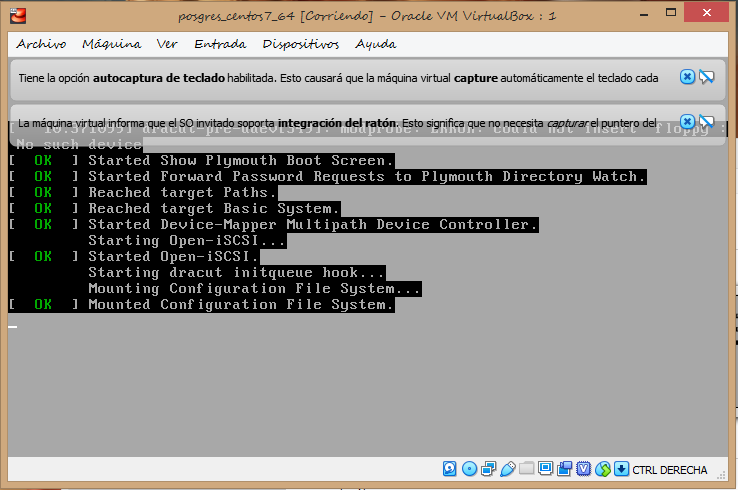 posgres_centos7_64 [Corriendo] - Oracle VM VirtualBox : 1
Archivo Máquina Ver Entrada Dispositivos Ayuda
Tiene la opción autocaptura de teclado habilitada. Esto causará que la máquina virtual capture automáticamente el teclado cada
La máquina virtual informa que el SO invitado soporta integración del ratón. Esto significa que no necesita capturar el puntero del
[ 10.371095] dracut-pre-udev[319]: modprobe: ERROR: could not insert 'floppy':
No such device
[ OK ] Started Show Plymouth Boot Screen.
[ OK ] Started Forward Password Requests to Plymouth Directory Watch.
[ OK ] Reached target Paths.
[ OK ] Reached target Basic System.
[ OK ] Started Device-Mapper Multipath Device Controller.
Starting Open-iSCSI...
[ OK ] Started Open-iSCSI.
Starting dracut initqueue hook...
Mounting Configuration File System...
[ OK ] Mounted Configuration File System.
CTRL DERECHA